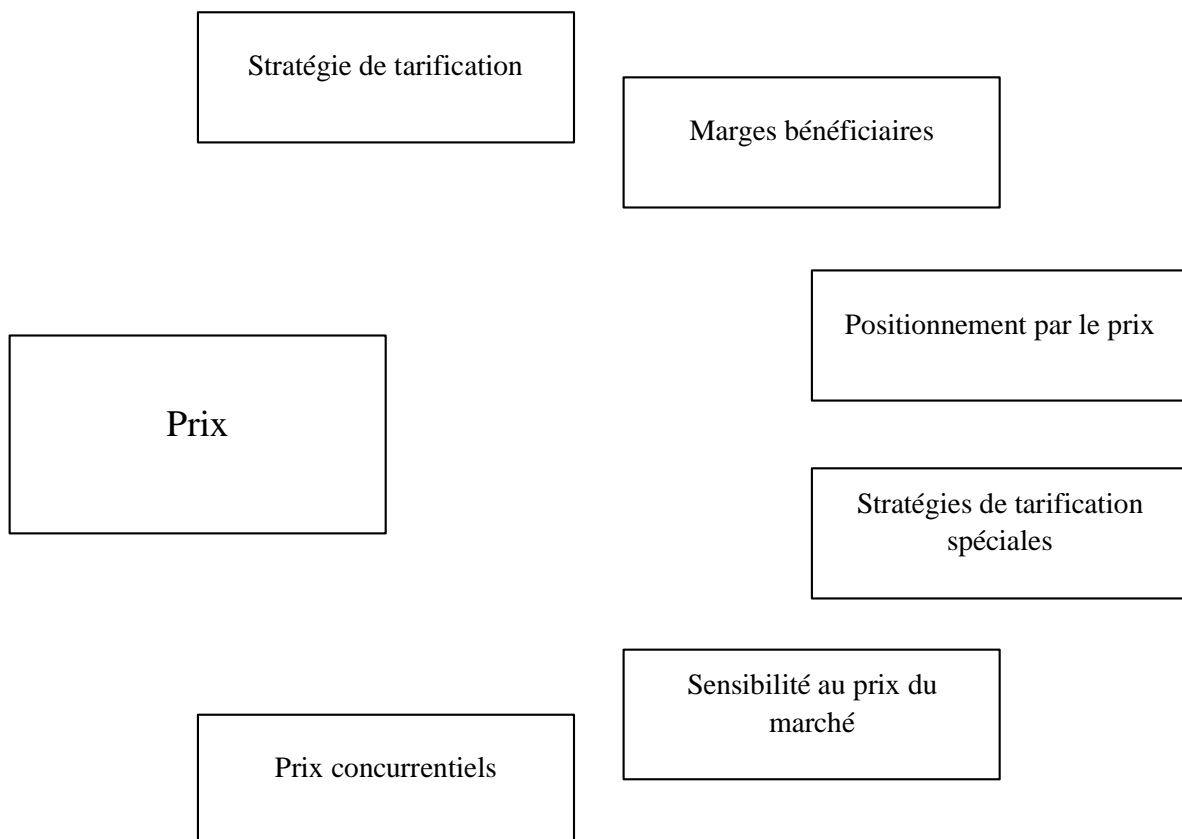 Stratégie de tarification
Marges bénéficiaires
Positionnement par le prix
Prix
Stratégies de tarification
spéciales
Sensibilité au prix du
marché
Prix concurrentiels